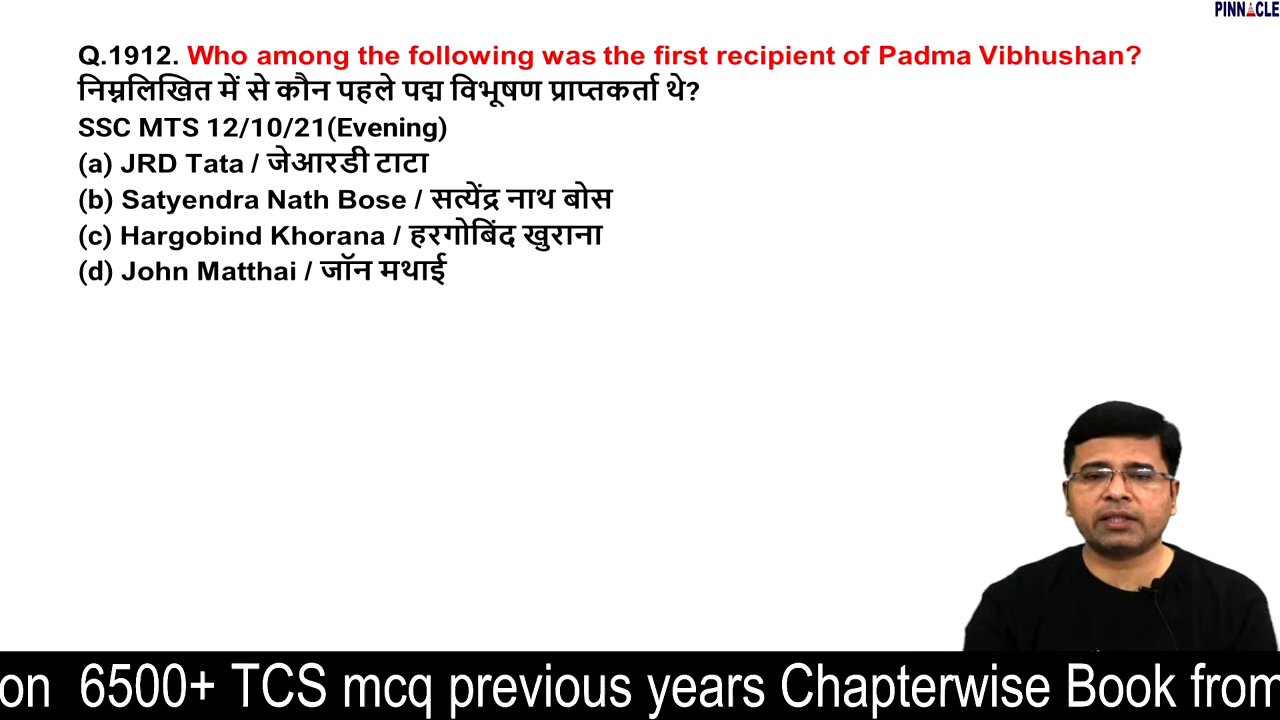 PINNACLE
Q.1912. Who among the following was the first recipient of Padma Vibhushan?
निम्नलिखित में से कौन पहले पद्म विभूषण प्राप्तकर्ता थे?
SSC MTS 12/10/21(Evening)
(a) JRD Tata / जेआरडी टाटा
(b) Satyendra Nath Bose / सत्येंद्र नाथ बोस
(c) Hargobind Khorana / हरगोबिंद खुराना
(d) John Matthai / जॉन मथाई
on 6500+ TCS mcq previous years Chapterwise Book from